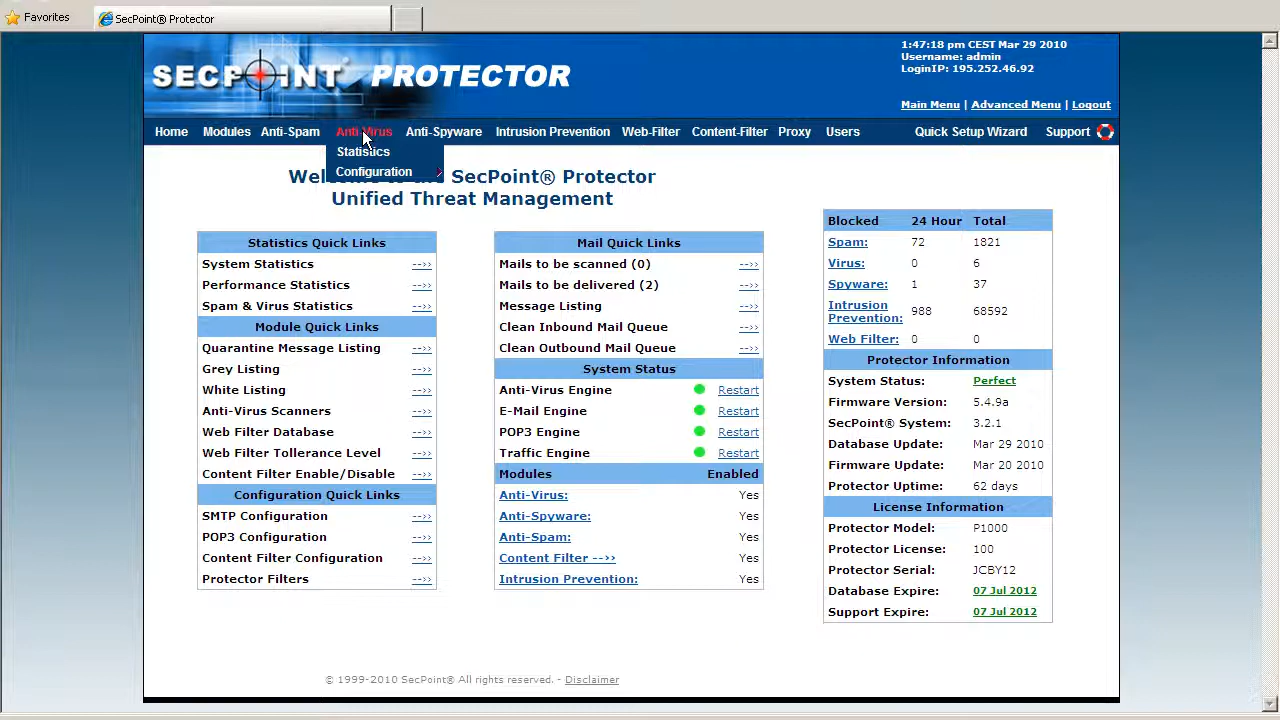 Favorites
SecPoint® Protector
SECPOINT® PROTECTOR
1:47:18 pm CEST Mar 29 2010
Username: admin
LoginIP: 195.252.46.92
Main Menu | Advanced Menu | Logout
Home Modules Anti-Spam Anti-Virus Anti-Spyware Intrusion Prevention Web-Filter Content-Filter Proxy Users Quick Setup Wizard Support
Statistics
Configuration
Wel SecPoint® Protector
Unified Threat Management
Statistics Quick Links
System Statistics -->>
Performance Statistics -->>
Spam & Virus Statistics -->>
Module Quick Links
Quarantine Message Listing -->>
Grey Listing -->>
White Listing -->>
Anti-Virus Scanners -->>
Web Filter Database -->>
Web Filter Tollerance Level -->>
Content Filter Enable/Disable -->>
Configuration Quick Links
SMTP Configuration -->>
POP3 Configuration -->>
Content Filter Configuration -->>
Protector Filters -->>
Mail Quick Links
Mails to be scanned (0) -->>
Mails to be delivered (2) -->>
Message Listing -->>
Clean Inbound Mail Queue -->>
Clean Outbound Mail Queue -->>
System Status
Anti-Virus Engine Restart
E-Mail Engine Restart
POP3 Engine Restart
Traffic Engine Restart
Modules Enabled
Anti-Virus: Yes
Anti-Spyware: Yes
Anti-Spam: Yes
Content Filter -->> Yes
Intrusion Prevention: Yes
Blocked 24 Hour Total
Spam: 72 1821
Virus: 0 6
Spyware: 1 37
Intrusion
Prevention: 988 68592
Web Filter: 0 0
Protector Information
System Status: Perfect
Firmware Version: 5.4.9a
SecPoint® System: 3.2.1
Database Update: Mar 29 2010
Firmware Update: Mar 20 2010
Protector Uptime: 62 days
License Information
Protector Model: P1000
Protector License: 100
Protector Serial: JCBY12
Database Expire: 07 Jul 2012
Support Expire: 07 Jul 2012
© 1999-2010 SecPoint® All rights reserved. - Disclaimer